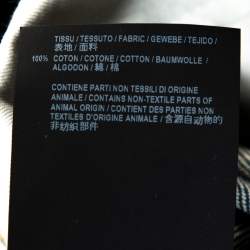 TISSU / TESSUTO / FABRIC / GEWEBE / TEJIDO /
表地 / 面料
100% COTON / COTONE / COTTON / BAUMWOLLE /
ALGODON / 綿 / 棉
CONTIENE PARTI NON TESSILI DI ORIGINE
ANIMALE / CONTAINS NON-TEXTILE PARTS OF
ANIMAL ORIGIN / CONTIENT DES PARTIES NON
TEXTILES D'ORIGINE ANIMALE / 含源自动物的
非纺织部件